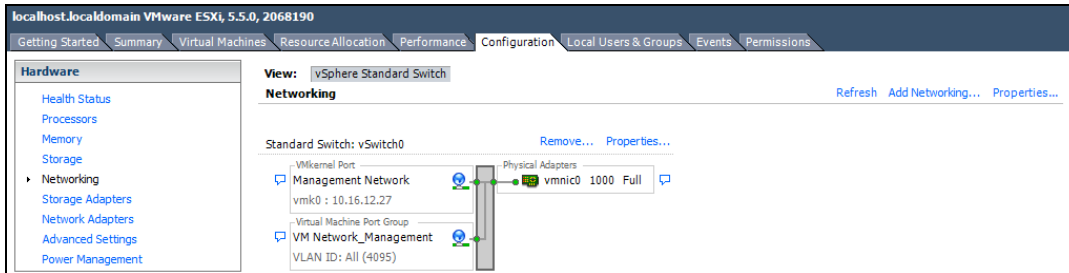 localhost.localdomain VMware ESXi, 5.5.0, 2068190
Getting Started Summary Virtual Machines Resource Allocation Performance Configuration Local Users & Groups Events Permissions
Hardware
Health Status
Processors
Memory
Storage
Networking
Storage Adapters
Network Adapters
Advanced Settings
Power Management
View: vSphere Standard Switch
Networking
Refresh Add Networking... Properties...
Standard Switch: vSwitch0 Remove... Properties...
VMkernel Port
Management Network
vmk0 : 10.16.12.27
Virtual Machine Port Group
VM Network_Management
VLAN ID: All (4095)
Physical Adapters
vmnic0 1000 Full